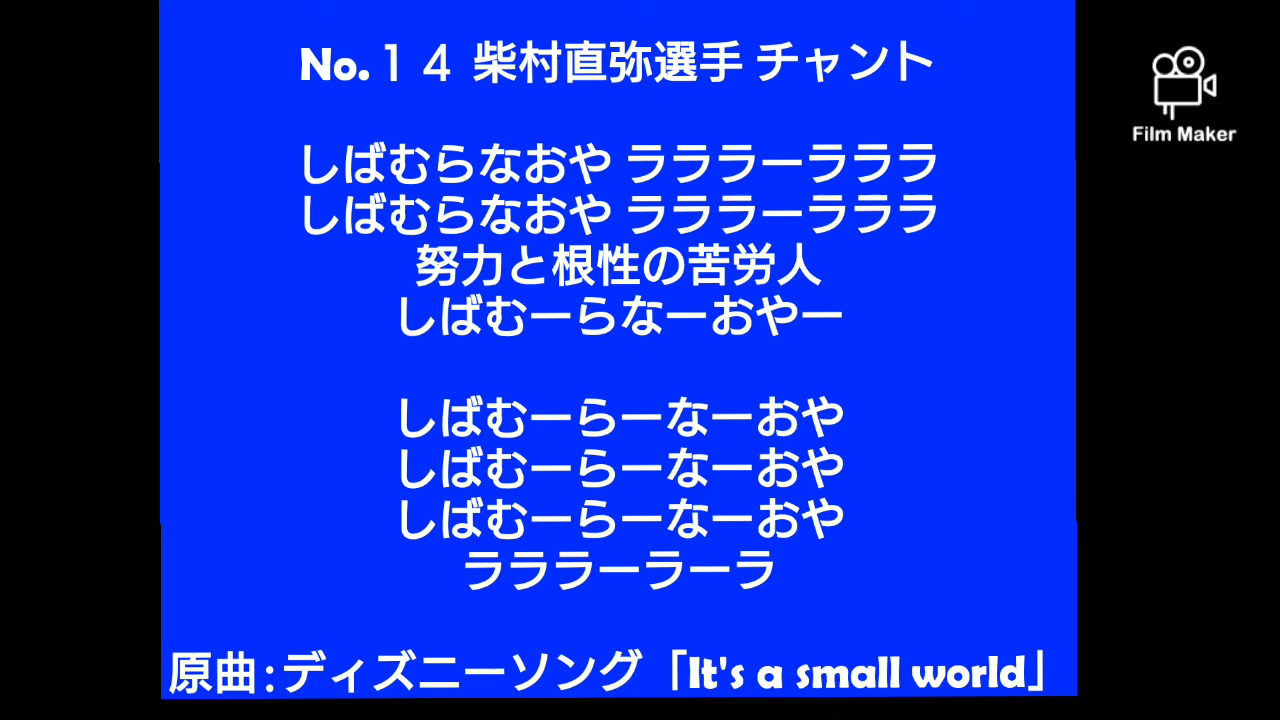 No.１４ 柴村直弥選手 チャント
しばむらなおや ララララーラララ
しばむらなおや ララララーラララ
努力と根性の苦労人
しばむーらなーおやー
しばむーらーなーおや
しばむーらーなーおや
しばむーらーなーおや
ラララーラーラ
原曲:ディズニーソング「It's a small world」
Film Maker